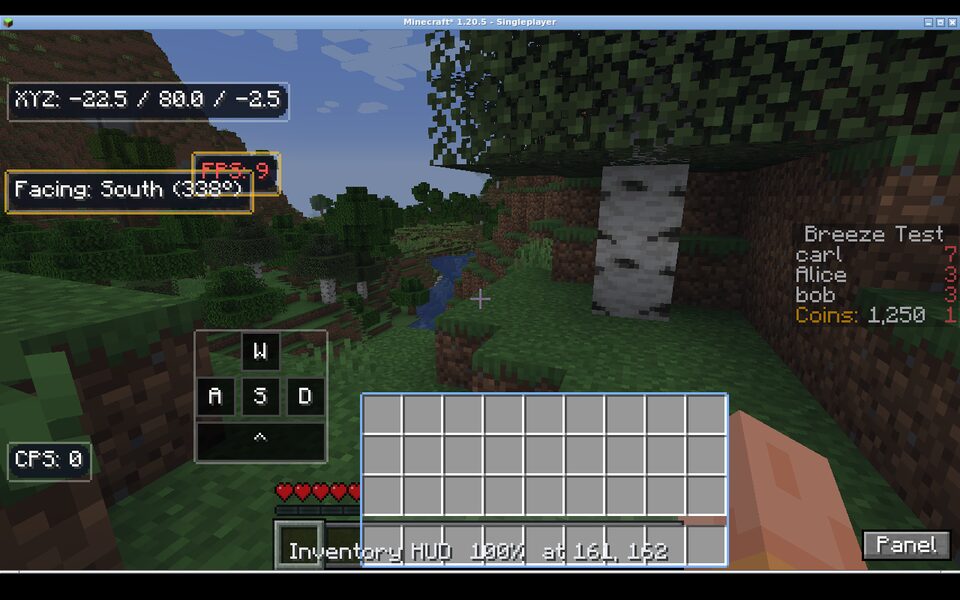 Minecraft* 1.20.5 - Singleplayer
XYZ: -22.5 / 80.0 / -2.5
FPS: 9
Facing: South (338°)
Breeze Test
carl 7
Alice 3
bob 3
Coins: 1,250 1
W
A S D
^
CPS: 0
Inventory HUD 100% at 161, 162
Panel